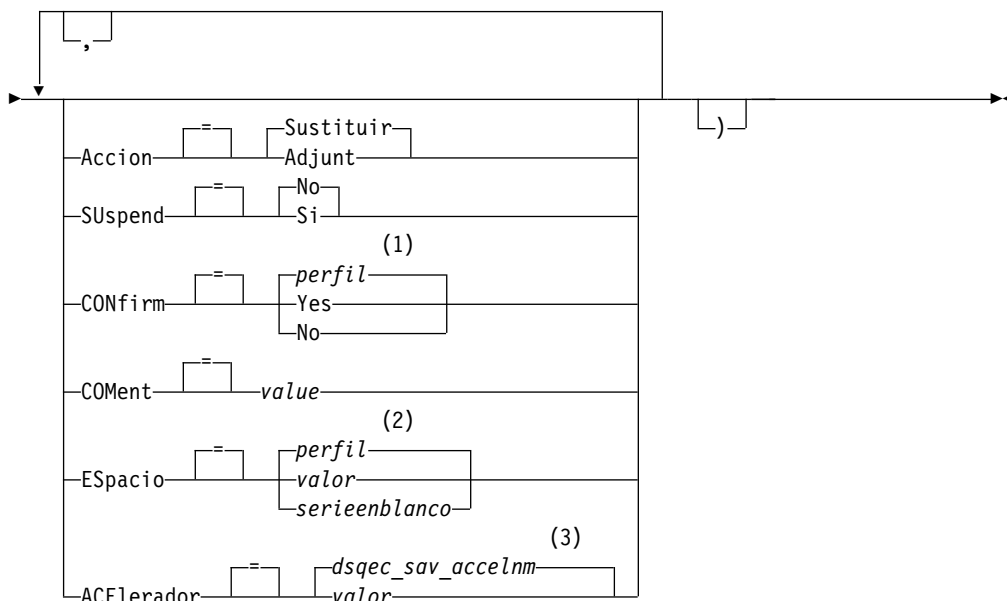 ,
)
= Sustituir
Accion Adjunt
= No
SUspend Si
(1)
= perfil
CONfirm Yes
No
=
COMent value
(2)
= perfil
ESpacio valor
serieenblanco
(3)
= dsqec_sav_accelnm
ACElerador valor